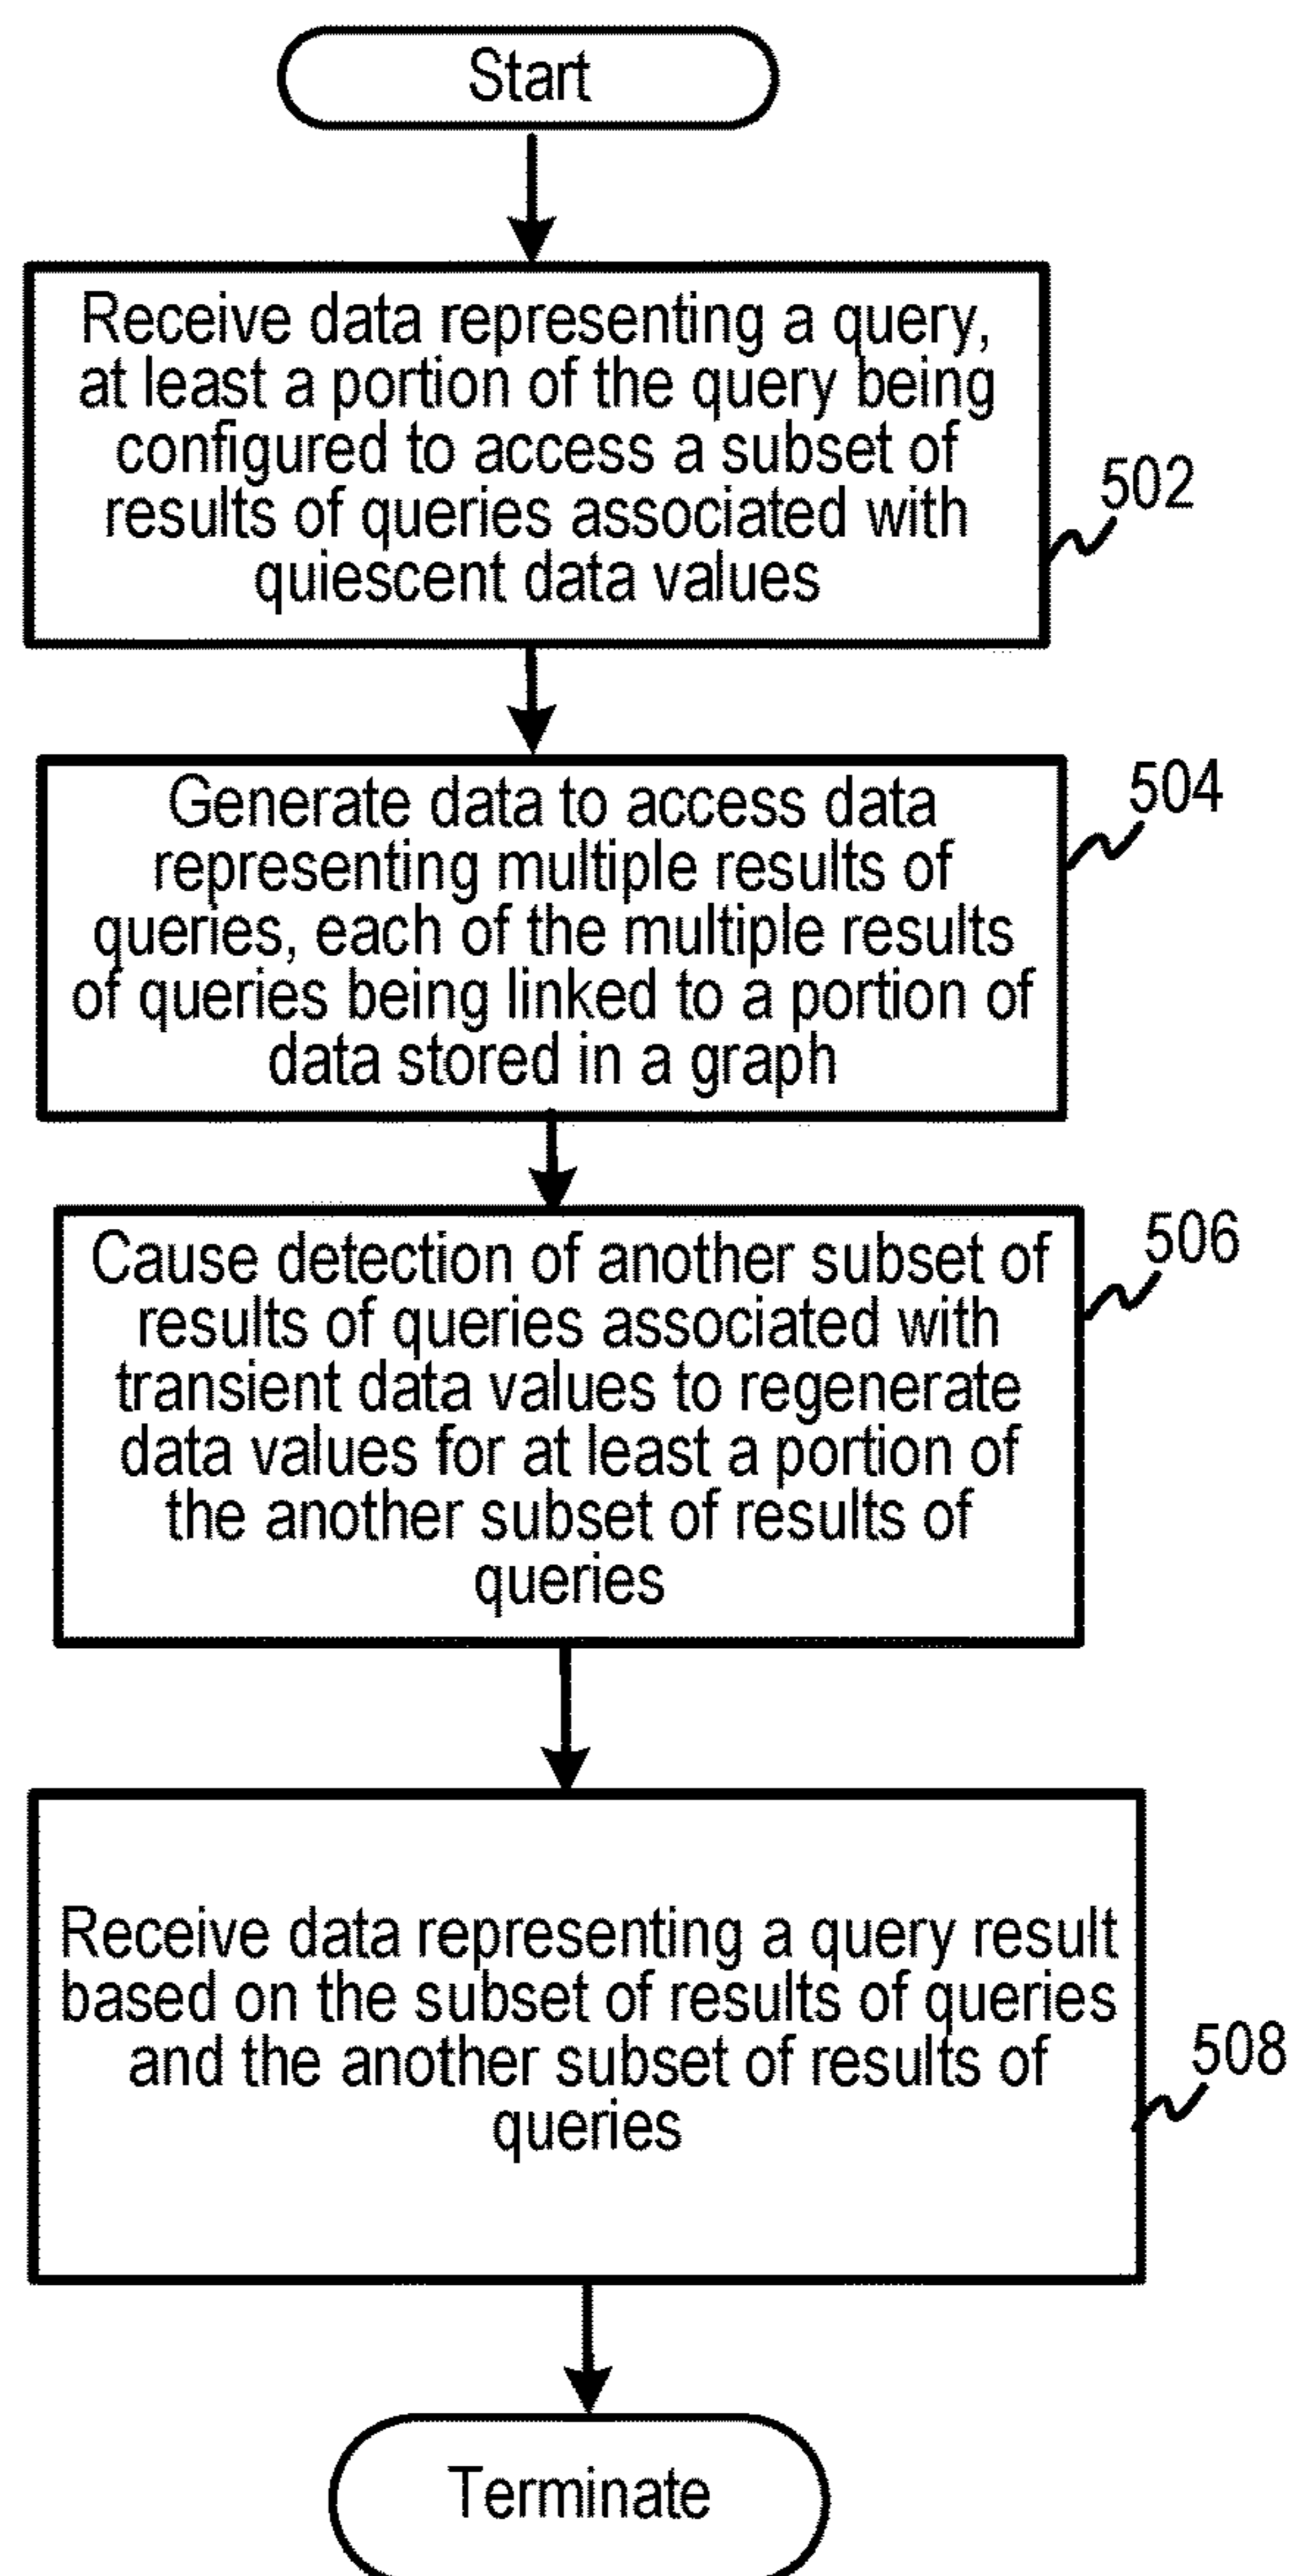 Start
Receive data representing a query,
at least a portion of the query being
configured to access a subset of
results of queries associated with
quiescent data values
502
Generate data to access data
representing multiple results of
queries, each of the multiple results
of queries being linked to a portion of
data stored in a graph
504
Cause detection of another subset of
results of queries associated with
transient data values to regenerate
data values for at least a portion of
the another subset of results of
queries
506
Receive data representing a query result
based on the subset of results of queries
and the another subset of results of
queries
508
Terminate